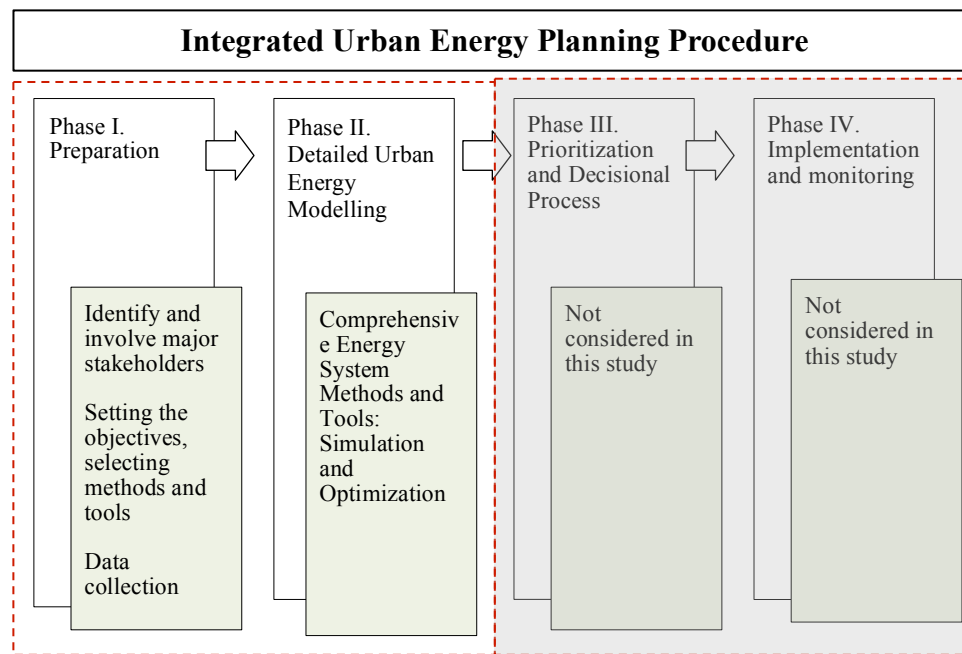 Integrated Urban Energy Planning Procedure
Phase I.
Preparation
Identify and
involve major
stakeholders
Setting the
objectives,
selecting
methods and
tools
Data
collection
Phase II.
Detailed Urban
Energy
Modelling
Comprehensiv
e Energy
System
Methods and
Tools:
Simulation
and
Optimization
Phase III.
Prioritization
and Decisional
Process
Not
considered in
this study
Phase IV.
Implementation
and monitoring
Not
considered in
this study